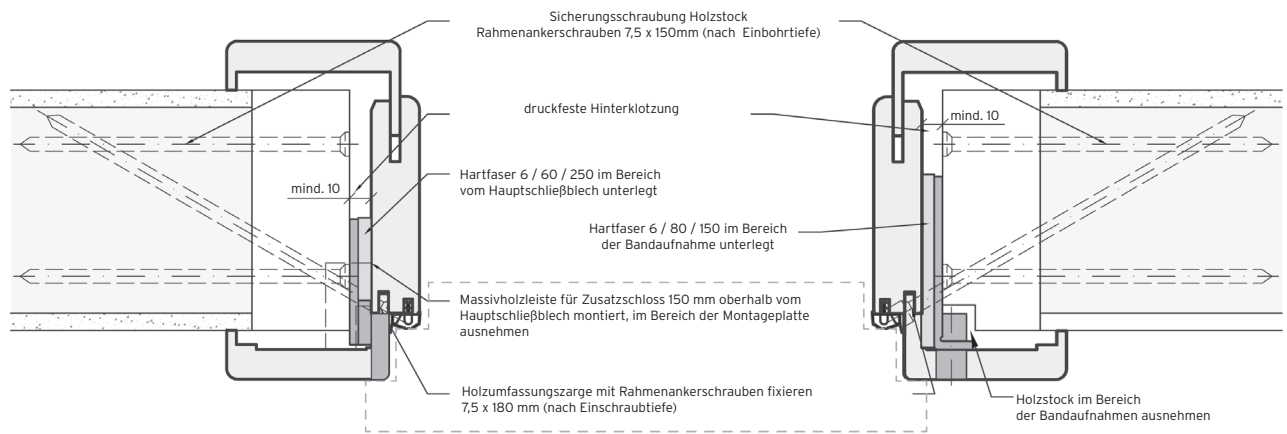 Sicherungsschraubung Holzstock
Rahmenankerschrauben 7,5 x 150mm (nach Einbohrtiefe)
druckfeste Hinterklotzung
mind. 10
mind. 10
Hartfaser 6 / 60 / 250 im Bereich
vom Hauptschließblech unterlegt
Hartfaser 6 / 80 / 150 im Bereich
der Bandaufnahme unterlegt
Massivholzleiste für Zusatzschloss 150 mm oberhalb vom
Hauptschließblech montiert, im Bereich der Montageplatte
ausnehmen
Holzumfassungszarge mit Rahmenankerschrauben fixieren
7,5 x 180 mm (nach Einschraubtiefe)
Holzstock im Bereich
der Bandaufnahmen ausnehmen